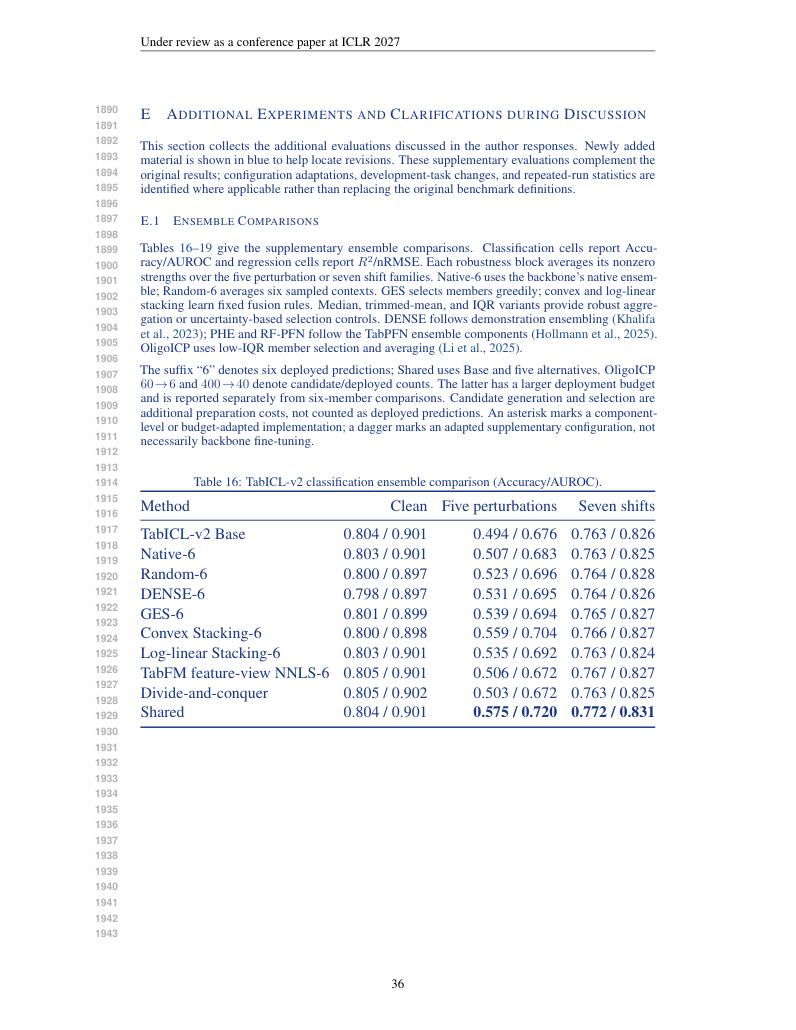 Under review as a conference paper at ICLR 2027
1890
1891
1892
1893
1894
1895
1896
1897
1898
1899
1900
1901
1902
1903
1904
1905
1906
1907
1908
1909
1910
1911
1912
1913
1914
1915
1916
1917
1918
1919
1920
1921
1922
1923
1924
1925
1926
1927
1928
1929
1930
1931
1932
1933
1934
1935
1936
1937
1938
1939
1940
1941
1942
1943
E ADDITIONAL EXPERIMENTS AND CLARIFICATIONS DURING DISCUSSION
This section collects the additional evaluations discussed in the author responses. Newly added
material is shown in blue to help locate revisions. These supplementary evaluations complement the
original results; configuration adaptations, development-task changes, and repeated-run statistics are
identified where applicable rather than replacing the original benchmark definitions.
E.1 ENSEMBLE COMPARISONS
Tables 16–19 give the supplementary ensemble comparisons. Classification cells report Accu-
racy/AUROC and regression cells report R²/nRMSE. Each robustness block averages its nonzero
strengths over the five perturbation or seven shift families. Native-6 uses the backbone's native ensem-
ble; Random-6 averages six sampled contexts. GES selects members greedily; convex and log-linear
stacking learn fixed fusion rules. Median, trimmed-mean, and IQR variants provide robust aggre-
gation or uncertainty-based selection controls. DENSE follows demonstration ensembling (Khalifa
et al., 2023); PHE and RF-PFN follow the TabPFN ensemble components (Hollmann et al., 2025).
OligoICP uses low-IQR member selection and averaging (Li et al., 2025).
The suffix “6” denotes six deployed predictions; Shared uses Base and five alternatives. OligoICP
60→6 and 400→40 denote candidate/deployed counts. The latter has a larger deployment budget
and is reported separately from six-member comparisons. Candidate generation and selection are
additional preparation costs, not counted as deployed predictions. An asterisk marks a component-
level or budget-adapted implementation; a dagger marks an adapted supplementary configuration, not
necessarily backbone fine-tuning.
Table 16: TabICL-v2 classification ensemble comparison (Accuracy/AUROC).
Method Clean Five perturbations Seven shifts
TabICL-v2 Base 0.804 / 0.901 0.494 / 0.676 0.763 / 0.826
Native-6 0.803 / 0.901 0.507 / 0.683 0.763 / 0.825
Random-6 0.800 / 0.897 0.523 / 0.696 0.764 / 0.828
DENSE-6 0.798 / 0.897 0.531 / 0.695 0.764 / 0.826
GES-6 0.801 / 0.899 0.539 / 0.694 0.765 / 0.827
Convex Stacking-6 0.800 / 0.898 0.559 / 0.704 0.766 / 0.827
Log-linear Stacking-6 0.803 / 0.901 0.535 / 0.692 0.763 / 0.824
TabFM feature-view NNLS-6 0.805 / 0.901 0.506 / 0.672 0.767 / 0.827
Divide-and-conquer 0.805 / 0.902 0.503 / 0.672 0.763 / 0.825
Shared 0.804 / 0.901 0.575 / 0.720 0.772 / 0.831
36